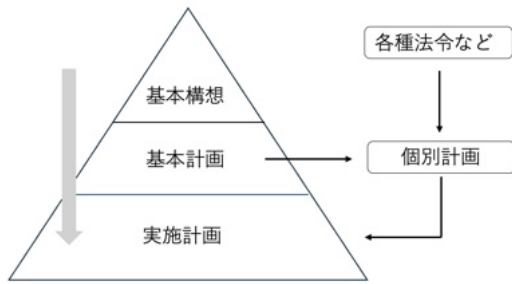 各種法令など
基本構想
基本計画
個別計画
実施計画